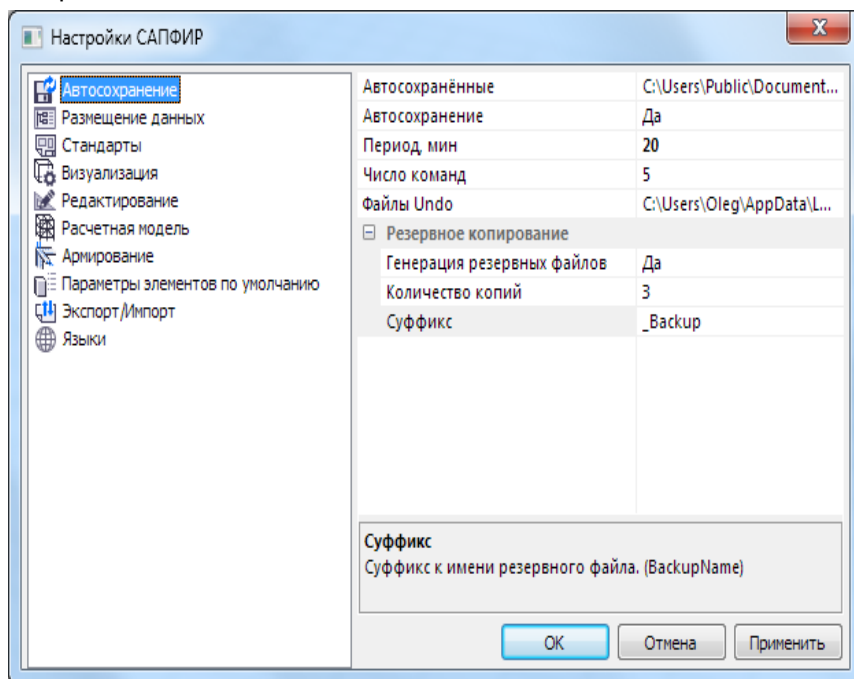 Настройки САПФИР
Автосохранение
Размещение данных
Стандарты
Визуализация
Редактирование
Расчетная модель
Армирование
Параметры элементов по умолчанию
Экспорт/Импорт
Языки
Автосохранённые C:\Users\Public\Document...
Автосохранение Да
Период, мин 20
Число команд 5
Файлы Undo C:\Users\Oleg\AppData\L...
Резервное копирование
Генерация резервных файлов Да
Количество копий 3
Суффикс _Backup
Суффикс
Суффикс к имени резервного файла. (BackupName)
ОК Отмена Применить